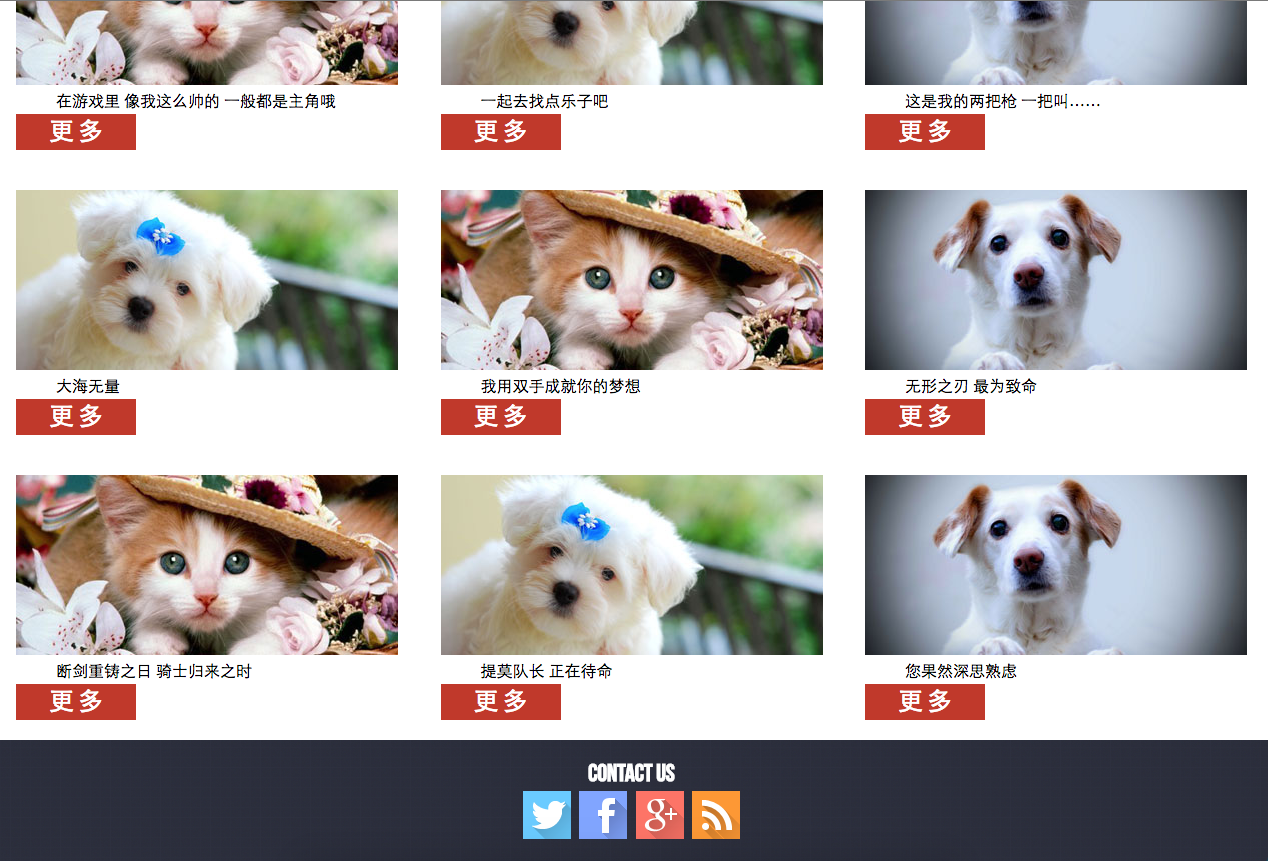 在游戏里 像我这么帅的 一般都是主角哦
一起去找点乐子吧
这是我的两把枪 一把叫……
更多
更多
更多
大海无量
我用双手成就你的梦想
无形之刃 最为致命
更多
更多
更多
断剑重铸之日 骑士归来之时
提莫队长 正在待命
您果然深思熟虑
更多
更多
更多
CONTACT US